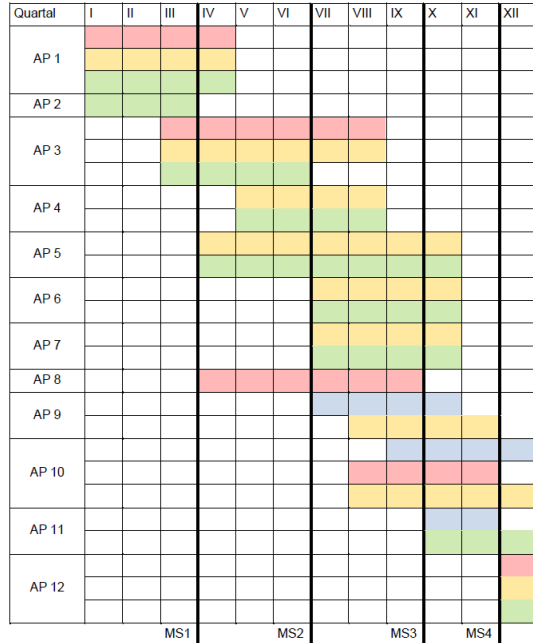 Quartal I II III IV V VI VII VIII IX X XI XII
AP 1
AP 2
AP 3
AP 4
AP 5
AP 6
AP 7
AP 8
AP 9
AP 10
AP 11
AP 12
MS1 MS2 MS3 MS4